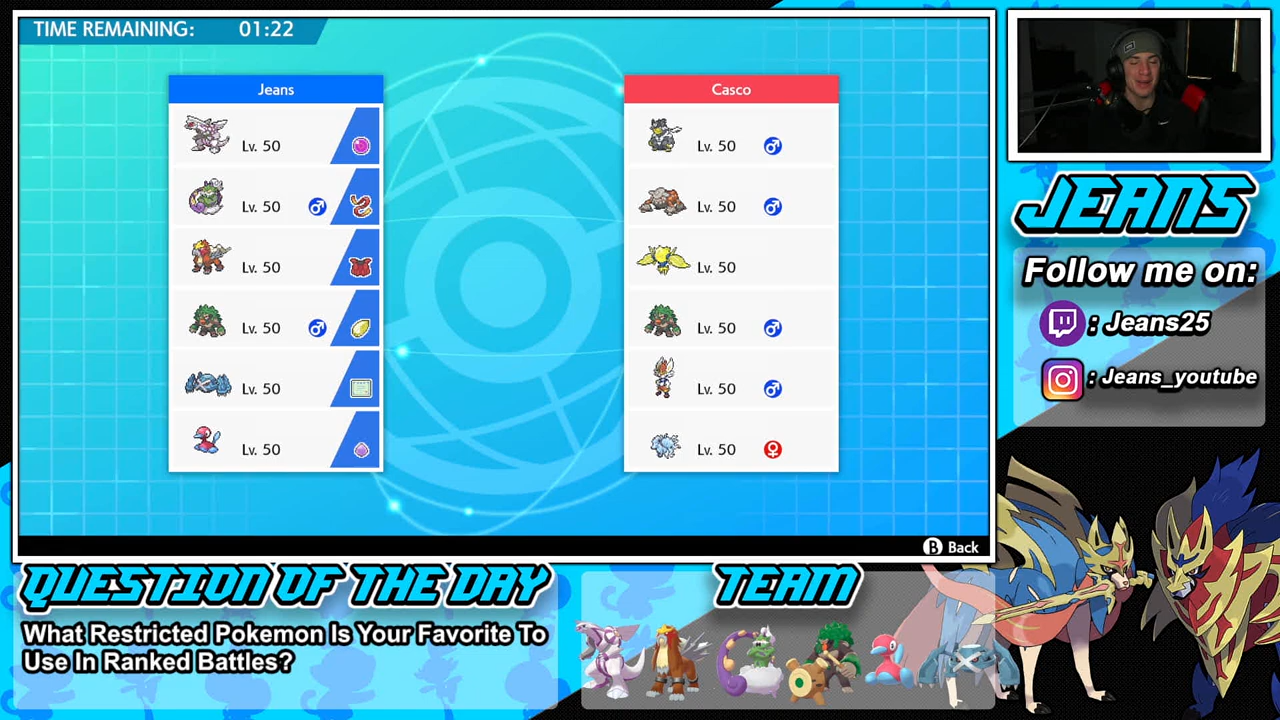 TIME REMAINING: 01:22
Jeans
Lv. 50
Lv. 50
Lv. 50
Lv. 50
Lv. 50
Lv. 50
Casco
Lv. 50
Lv. 50
Lv. 50
Lv. 50
Lv. 50
Lv. 50
B Back
JEANS
Follow me on:
: Jeans25
: Jeans_youtube
QUESTION OF THE DAY
What Restricted Pokemon Is Your Favorite To
Use In Ranked Battles?
TEAM